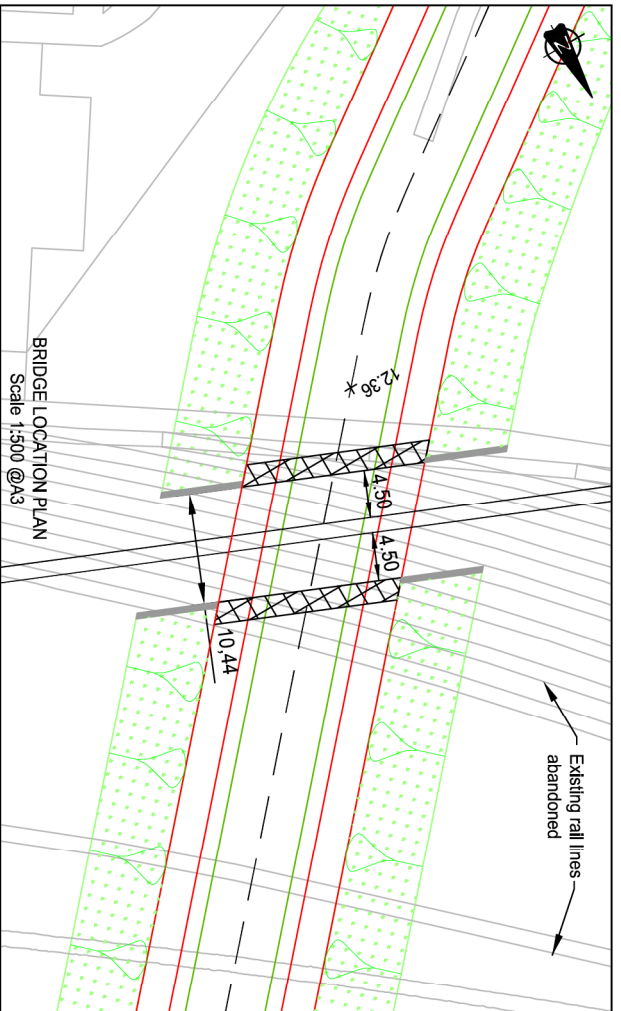 N
12.36
4.50
4.50
10,44
Existing rail lines
abandoned
BRIDGE LOCATION PLAN
Scale 1:500 @A3